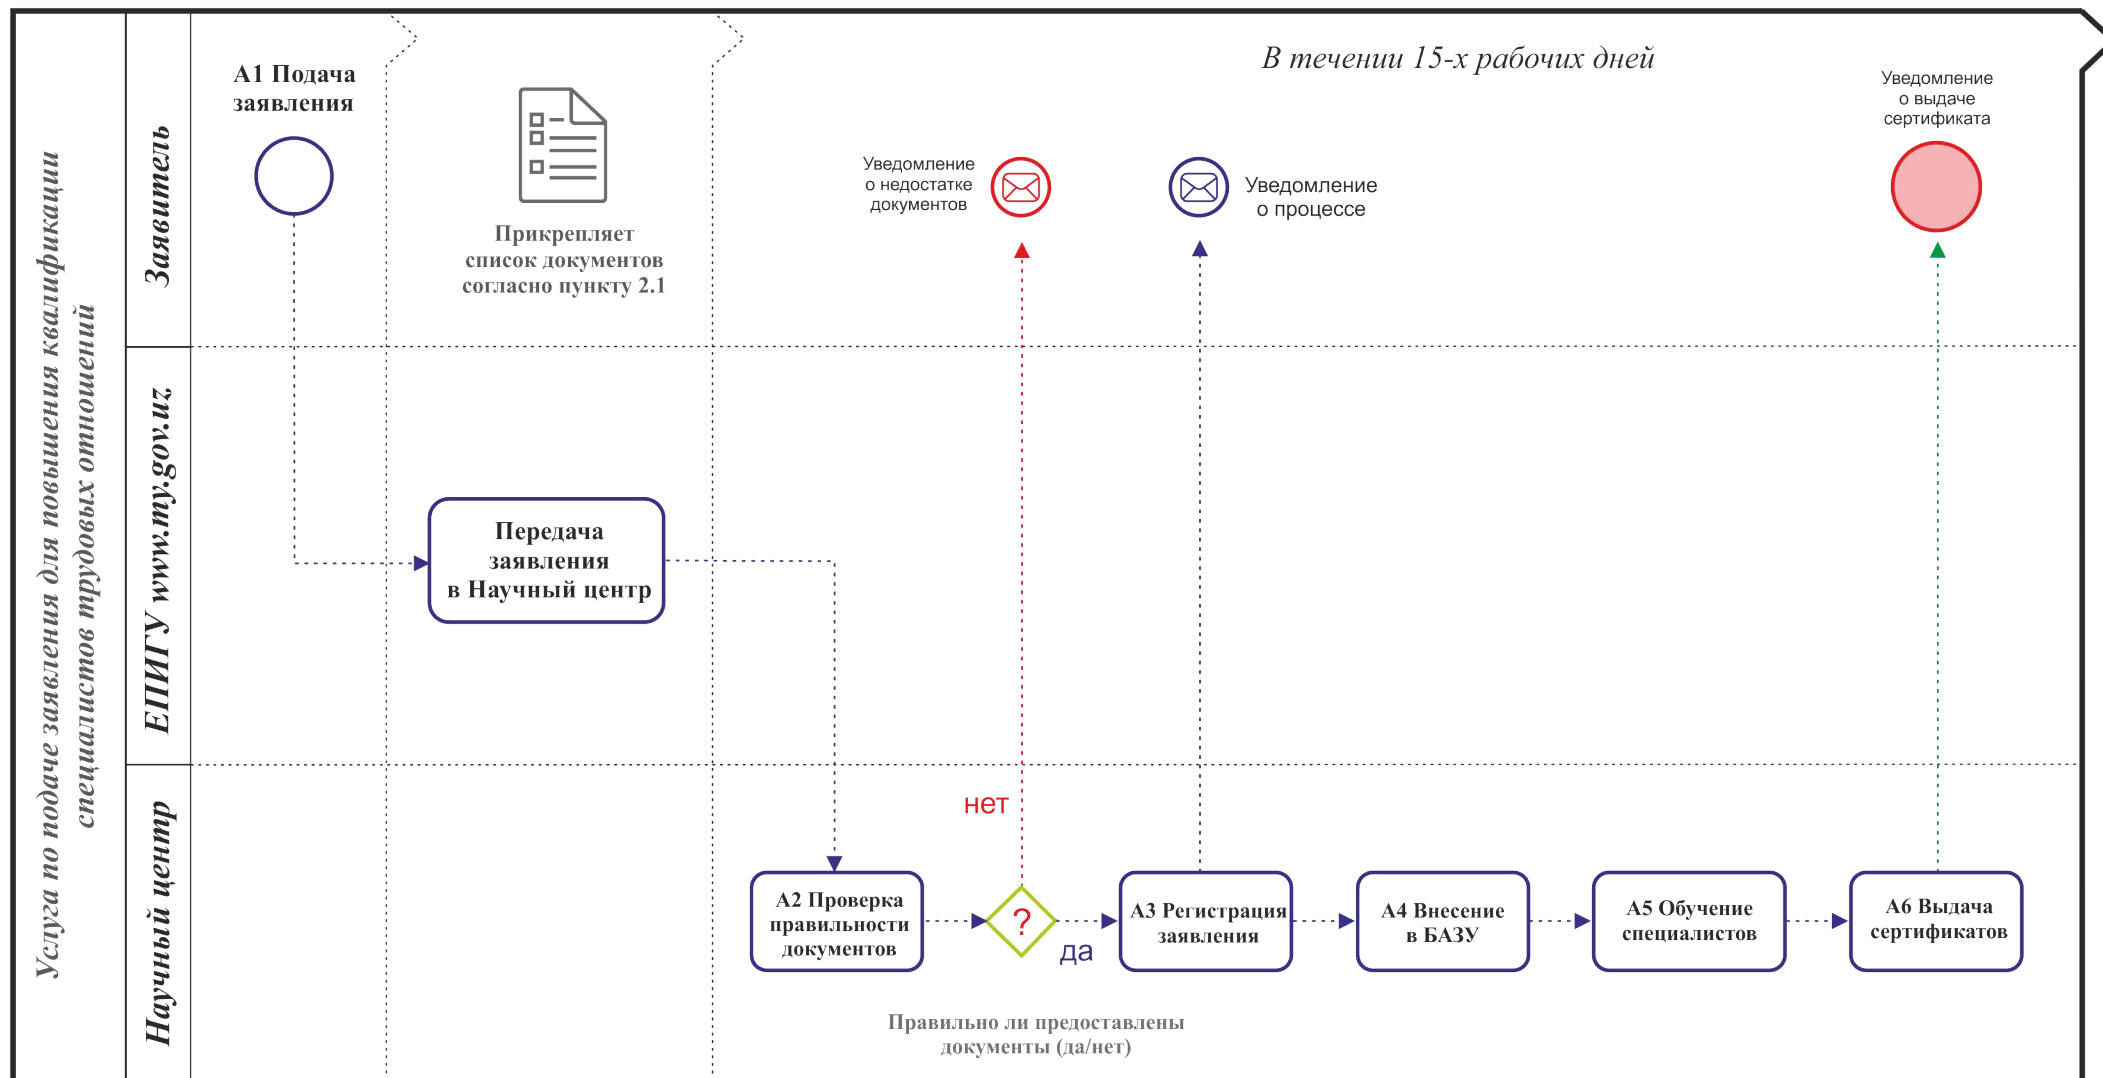 Услуга по подаче заявления для повышения квалификации
специалистов трудовых отношений
Заявитель
ЕПИГУ www.my.gov.uz
Научный центр
А1 Подача
заявления
Прикрепляет
список документов
согласно пункту 2.1
В течении 15-х рабочих дней
Уведомление
о недостатке
документов
Уведомление
о процессе
Уведомление
о выдаче
сертификата
Передача
заявления
в Научный центр
нет
А2 Проверка
правильности
документов
?
да
А3 Регистрация
заявления
А4 Внесение
в БАЗУ
А5 Обучение
специалистов
А6 Выдача
сертификатов
Правильно ли предоставлены
документы (да/нет)